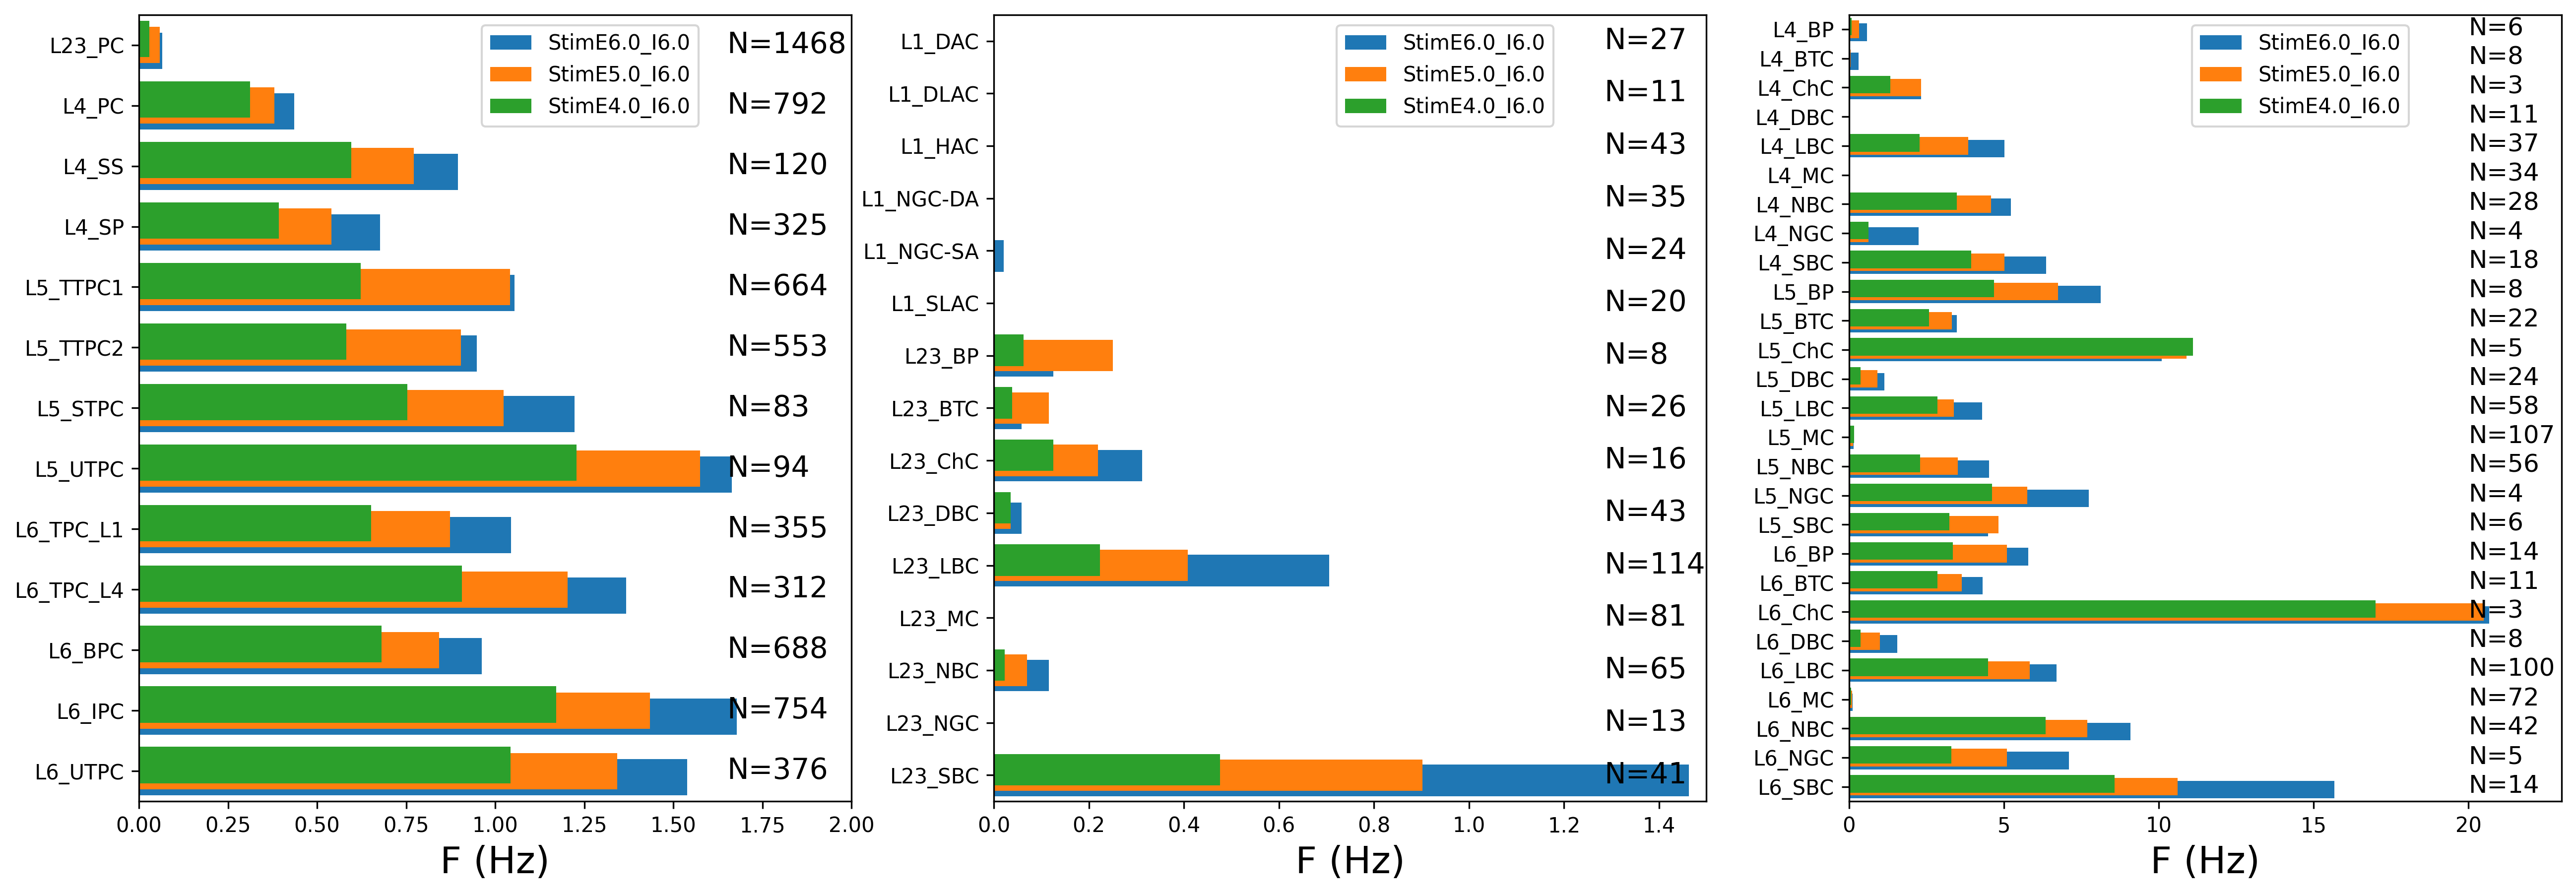 L23_PC
L4_PC
L4_SS
L4_SP
L5_TTPC1
L5_TTPC2
L5_STPC
L5_UTPC
L6_TPC_L1
L6_TPC_L4
L6_BPC
L6_IPC
L6_UTPC
StimE6.0_I6.0
StimE5.0_I6.0
StimE4.0_I6.0
N=1468
N=792
N=120
N=325
N=664
N=553
N=83
N=94
N=355
N=312
N=688
N=754
N=376
0.00 0.25 0.50 0.75 1.00 1.25 1.50 1.75 2.00
F (Hz)
L1_DAC
L1_DLAC
L1_HAC
L1_NGC-DA
L1_NGC-SA
L1_SLAC
L23_BP
L23_BTC
L23_ChC
L23_DBC
L23_LBC
L23_MC
L23_NBC
L23_NGC
L23_SBC
StimE6.0_I6.0
StimE5.0_I6.0
StimE4.0_I6.0
N=27
N=11
N=43
N=35
N=24
N=20
N=8
N=26
N=16
N=43
N=114
N=81
N=65
N=13
N=41
0.0 0.2 0.4 0.6 0.8 1.0 1.2 1.4
F (Hz)
L4_BP
L4_BTC
L4_ChC
L4_DBC
L4_LBC
L4_MC
L4_NBC
L4_NGC
L4_SBC
L5_BP
L5_BTC
L5_ChC
L5_DBC
L5_LBC
L5_MC
L5_NBC
L5_NGC
L5_SBC
L6_BP
L6_BTC
L6_ChC
L6_DBC
L6_LBC
L6_MC
L6_NBC
L6_NGC
L6_SBC
StimE6.0_I6.0
StimE5.0_I6.0
StimE4.0_I6.0
N=6
N=8
N=3
N=11
N=37
N=34
N=28
N=4
N=18
N=8
N=22
N=5
N=24
N=58
N=107
N=56
N=4
N=6
N=14
N=11
N=3
N=8
N=100
N=72
N=42
N=5
N=14
0 5 10 15 20
F (Hz)